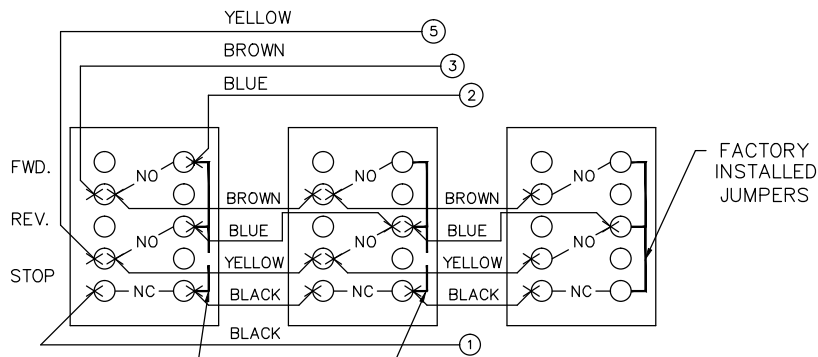 YELLOW
5
BROWN
3
BLUE
2
FWD.
REV.
STOP
NO
NO
NC
BROWN
BLUE
YELLOW
BLACK
NO
NO
NC
BROWN
BLUE
YELLOW
BLACK
NO
NO
NC
FACTORY
INSTALLED
JUMPERS
BLACK
1